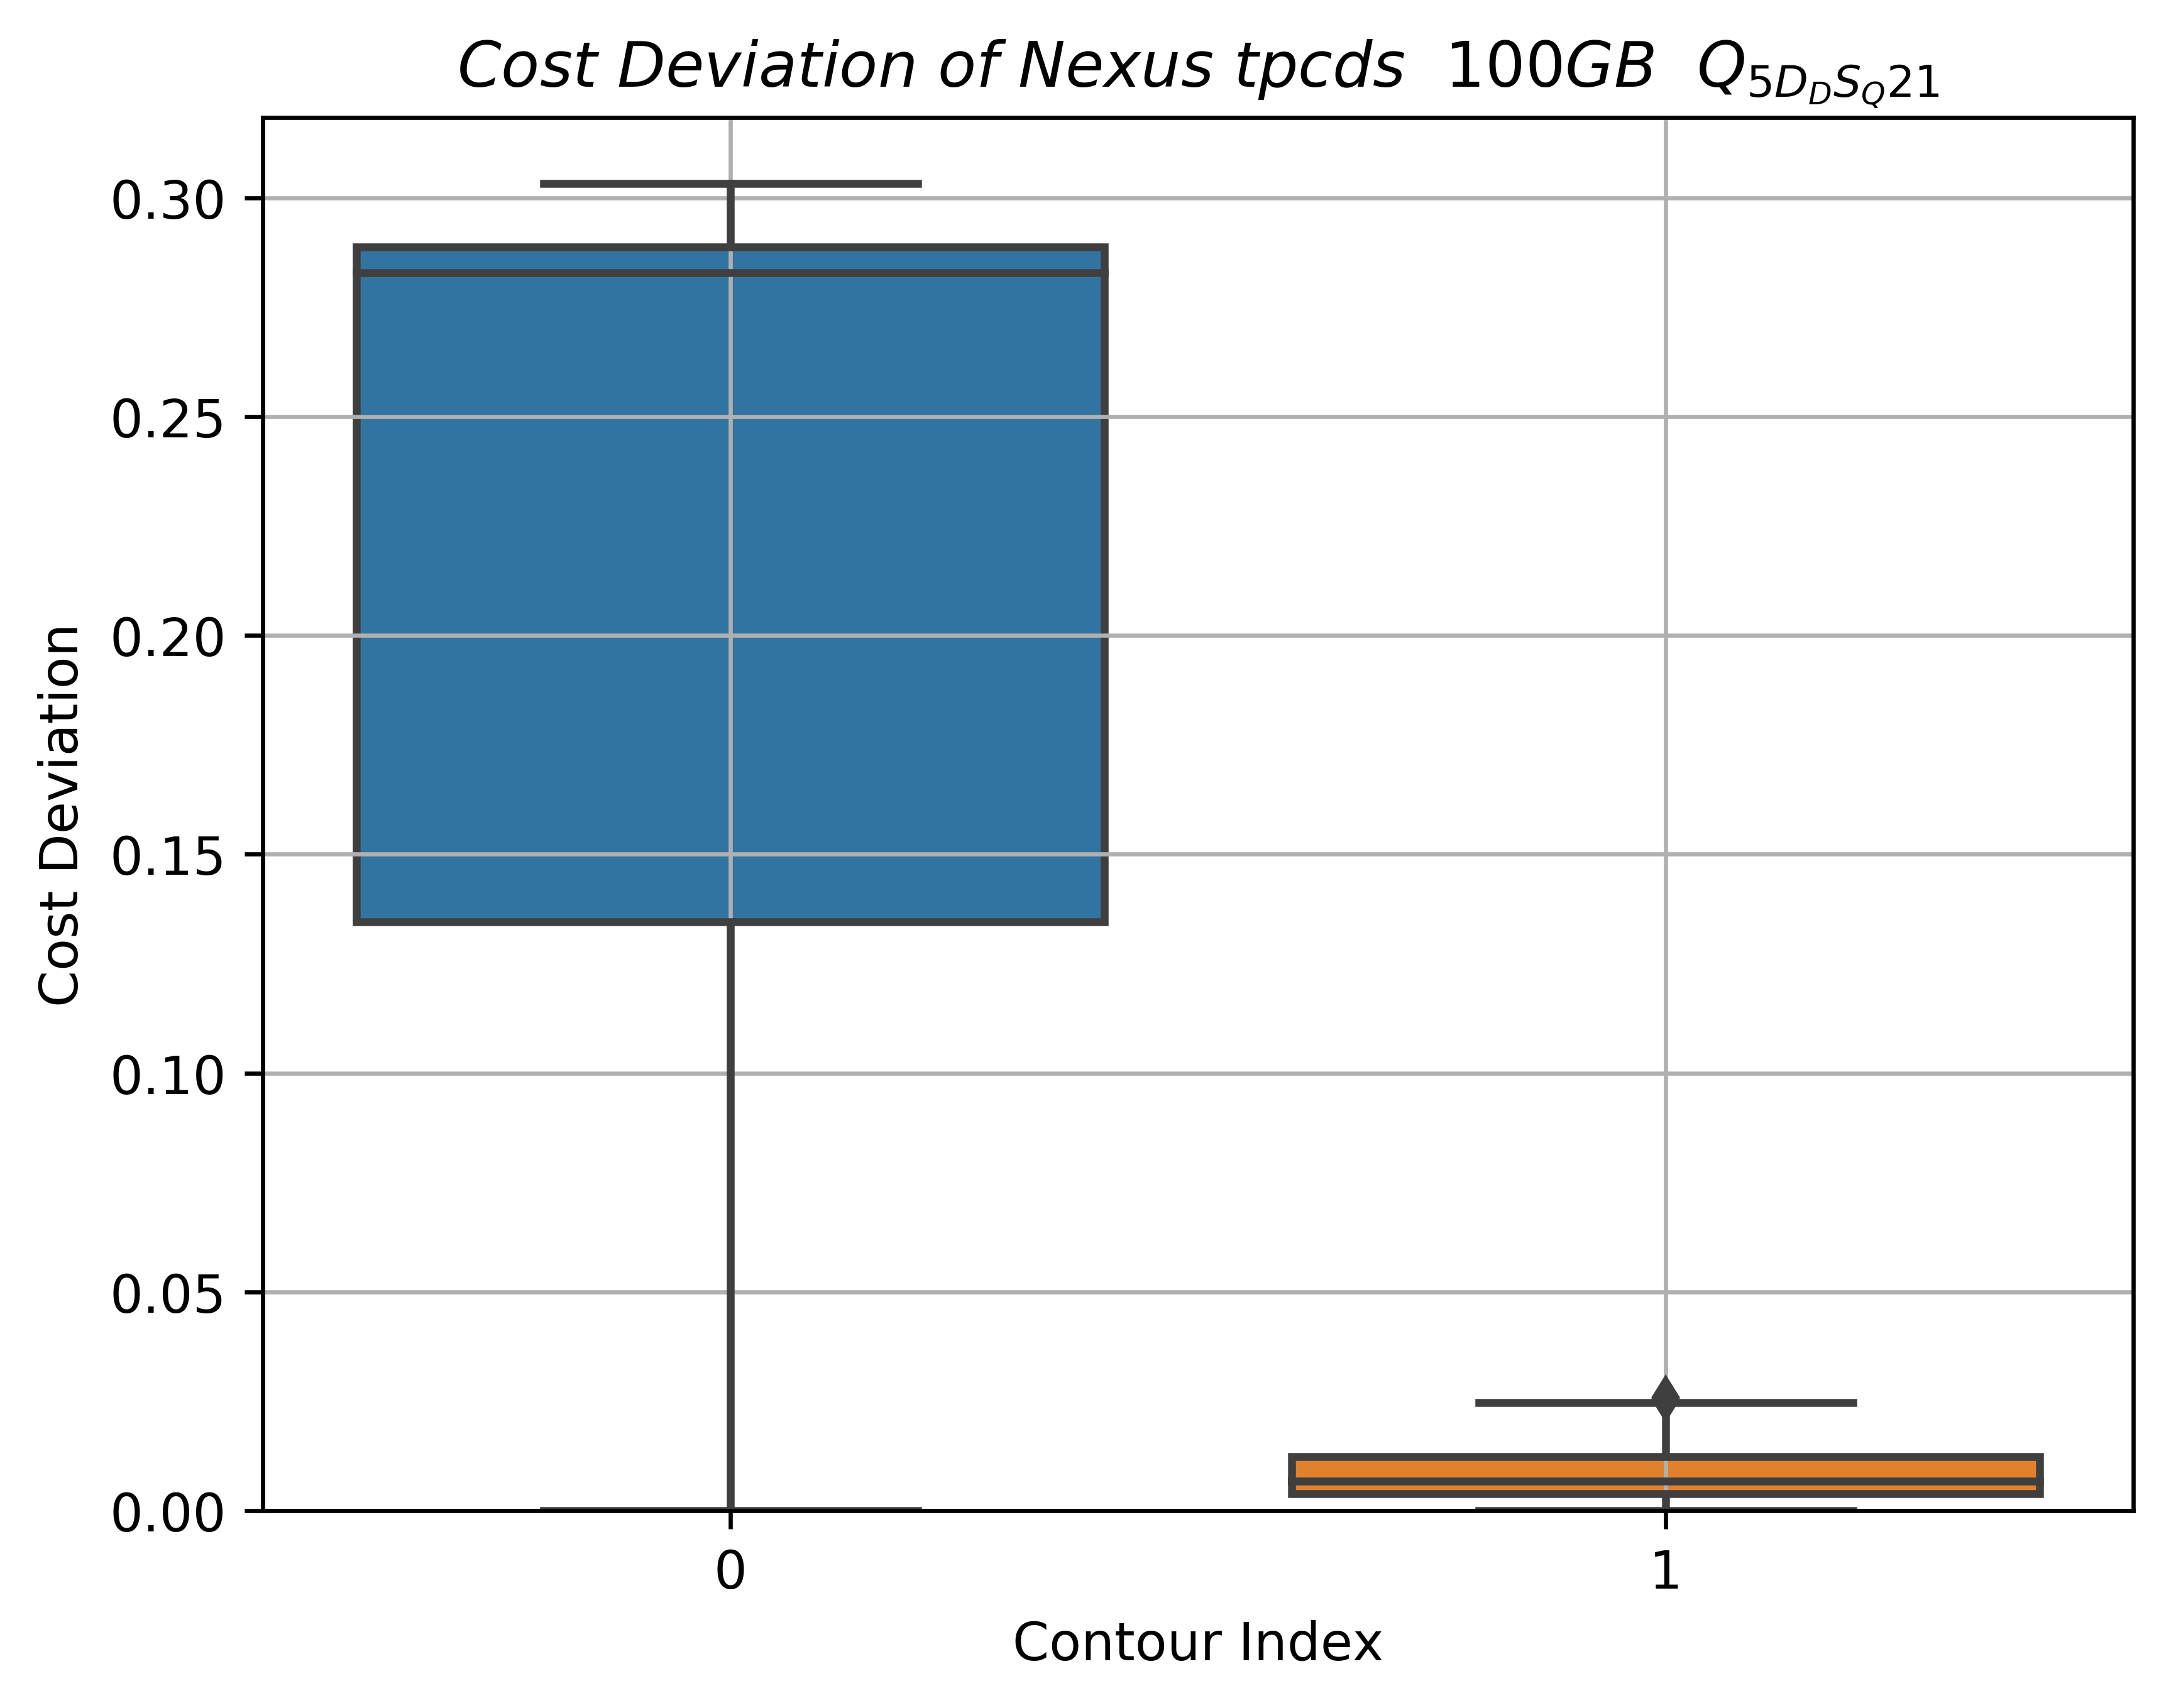 Cost Deviation of Nexus tpcds 100GB Q5DDSQ21
0.30
0.25
0.20
0.15
0.10
0.05
0.00
Cost Deviation
0 1
Contour Index